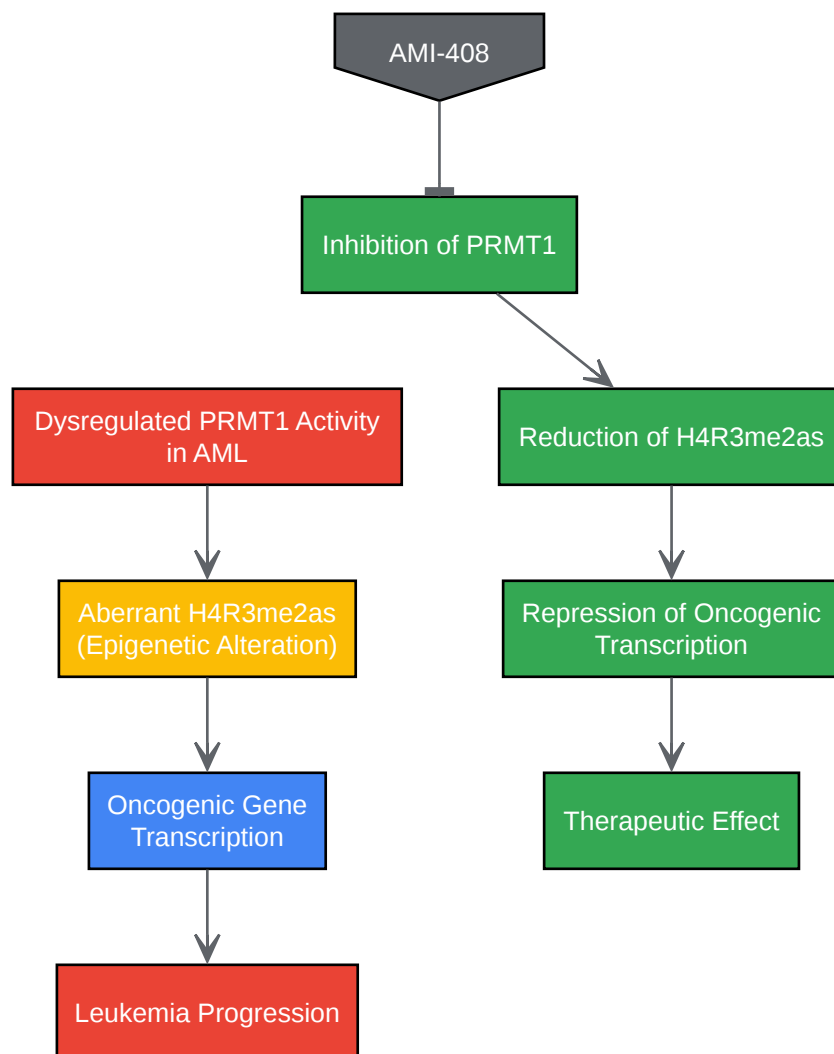 AMI-408
Inhibition of PRMT1
Dysregulated PRMT1 Activity
in AML
Reduction of H4R3me2as
Aberrant H4R3me2as
(Epigenetic Alteration)
Repression of Oncogenic
Transcription
Oncogenic Gene
Transcription
Therapeutic Effect
Leukemia Progression